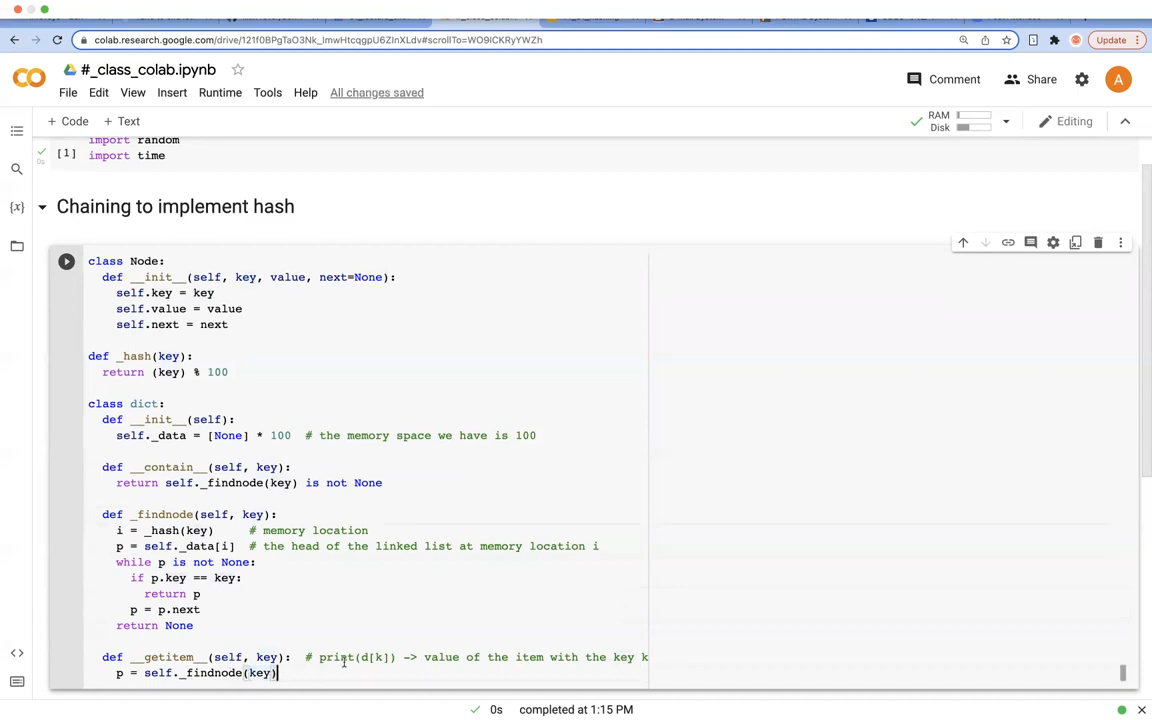 colab.research.google.com/drive/121f0BPgTaO3Nk_ImwHtcqgpU6ZlnXLdv#scrollTo=WO9lCKRyYWZh
Update
#_class_colab.ipynb
Comment
Share
A
File Edit View Insert Runtime Tools Help All changes saved
+ Code + Text
RAM
Disk
Editing
import random
[1] import time
0s
{x}
Chaining to implement hash
class Node:
def __init__(self, key, value, next=None):
self.key = key
self.value = value
self.next = next
def _hash(key):
return (key) % 100
class dict:
def __init__(self):
self._data = [None] * 100 # the memory space we have is 100
def __contain__(self, key):
return self._findnode(key) is not None
def _findnode(self, key):
i = _hash(key) # memory location
p = self._data[i] # the head of the linked list at memory location i
while p is not None:
if p.key == key:
return p
p = p.next
return None
def __getitem__(self, key): # print(d[k]) -> value of the item with the key k
p = self._findnode(key)
0s completed at 1:15 PM